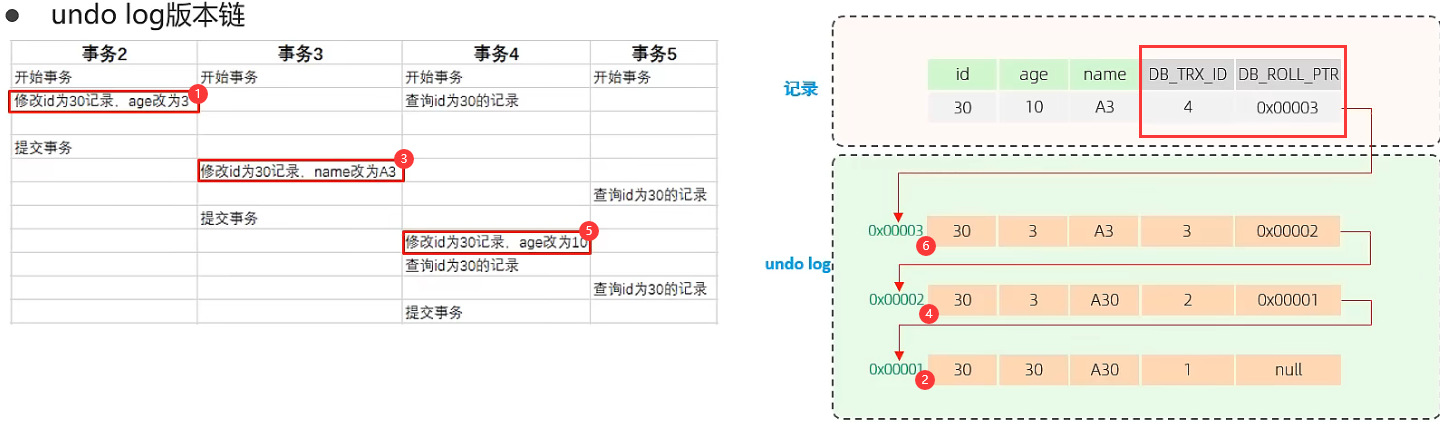 ● undo log版本链
事务2 事务3 事务4 事务5
开始事务 开始事务 开始事务 开始事务
修改id为30记录，age改为3 1 查询id为30的记录
提交事务
修改id为30记录，name改为A3 3
查询id为30的记录
提交事务
修改id为30记录，age改为10 5
查询id为30的记录
查询id为30的记录
提交事务
记录
id age name DB_TRX_ID DB_ROLL_PTR
30 10 A3 4 0x00003
undo log
0x00003 6 30 3 A3 3 0x00002
0x00002 4 30 3 A30 2 0x00001
0x00001 2 30 30 A30 1 null